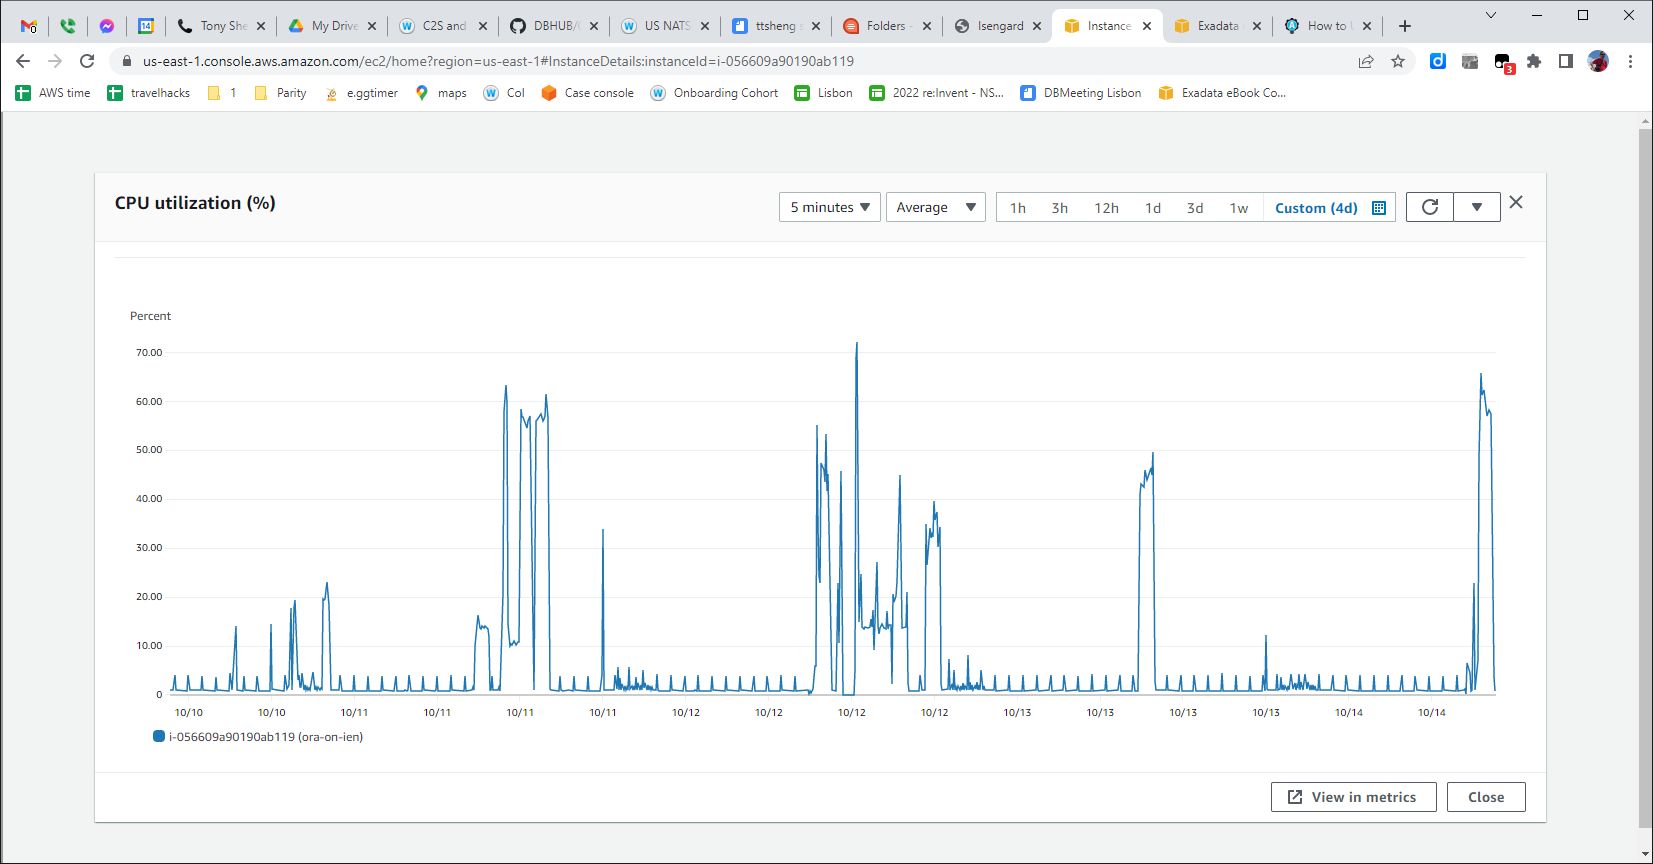 0
14
Tony She
My Drive
C2S and
DBHUB/
US NATS
ttsheng s
Folders -
Isengard
Instance
Exadata
How to
us-east-1.console.aws.amazon.com/ec2/home?region=us-east-1#InstanceDetails:instanceId=i-056609a90190ab119
3
AWS time
travelhacks
1
Parity
e.ggtimer
maps
Col
Case console
Onboarding Cohort
Lisbon
2022 re:Invent - NS...
DBMeeting Lisbon
Exadata eBook Co...
CPU utilization (%)
5 minutes
Average
1h 3h 12h 1d 3d 1w Custom (4d)
Percent
70.00
60.00
50.00
40.00
30.00
20.00
10.00
0
10/10 10/10 10/11 10/11 10/11 10/11 10/12 10/12 10/12 10/12 10/13 10/13 10/13 10/13 10/14 10/14
i-056609a90190ab119 (ora-on-ien)
View in metrics
Close